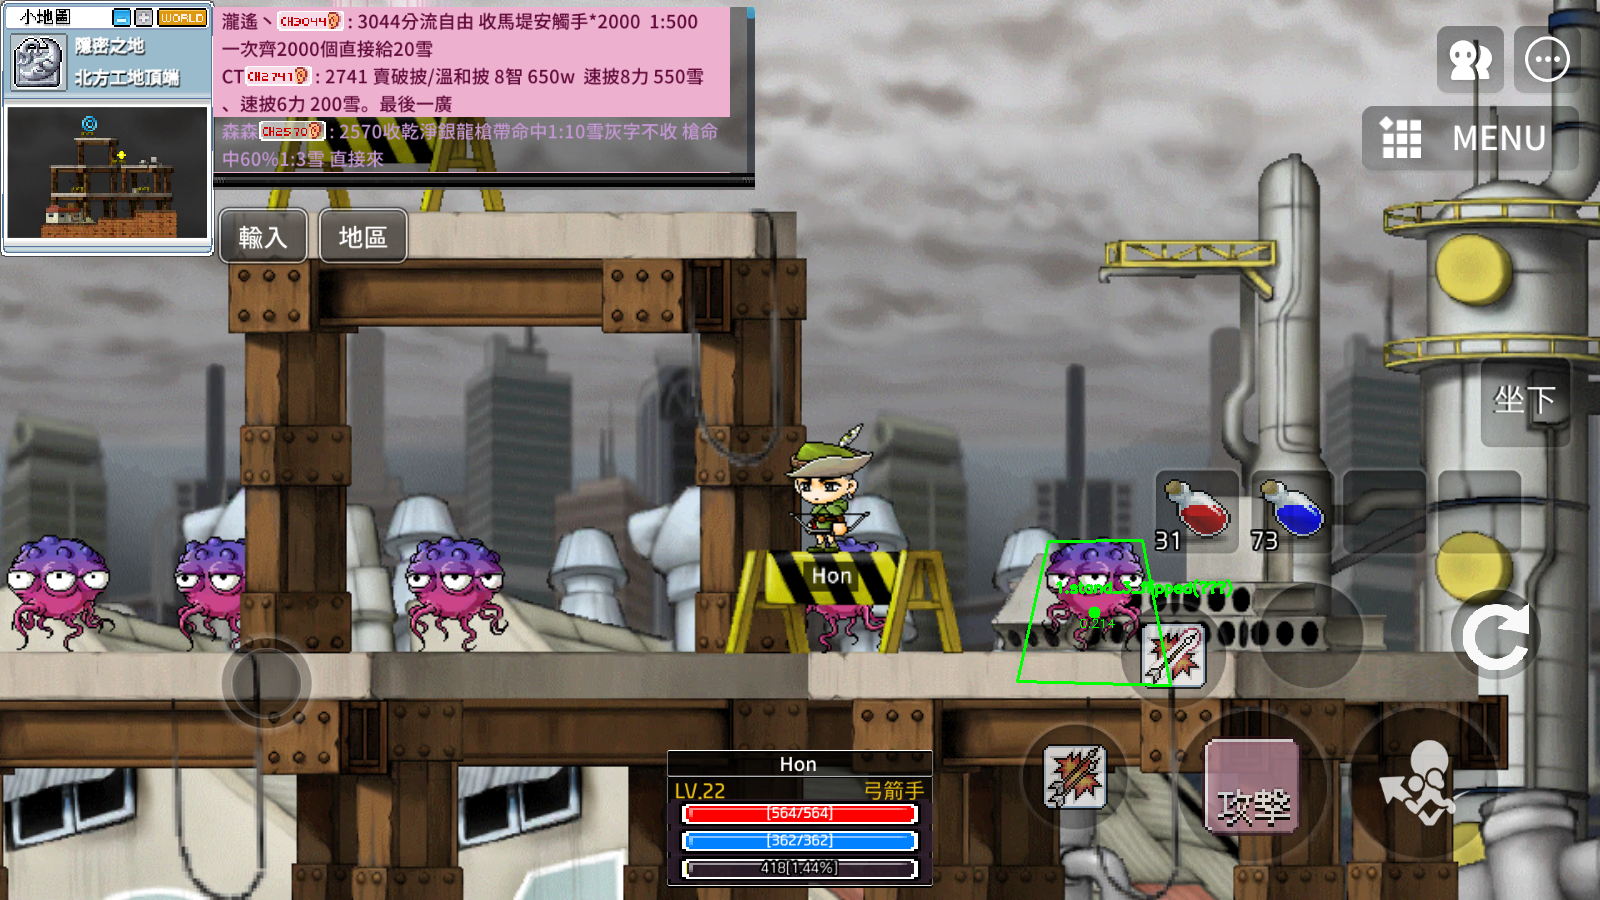 小地圖 WORLD
隱密之地
北方工地頂端
瀧遙丶 CH3044 : 3044分流自由 收馬堤安觸手*2000 1:500
一次齊2000個直接給20雪
CT CH2741 : 2741 賣破披/溫和披 8智 650w 速披8力 550雪
、速披6力 200雪。最後一廣
森森 CH2570 : 2570收乾淨銀龍槍帶命中1:10雪灰字不收 槍命
中60%1:3雪 直接來
輸入 地區
MENU
坐下
31 73
Hon
0.214
攻擊
Hon
LV.22 弓箭手
[564/564]
[362/362]
418[1.44%]